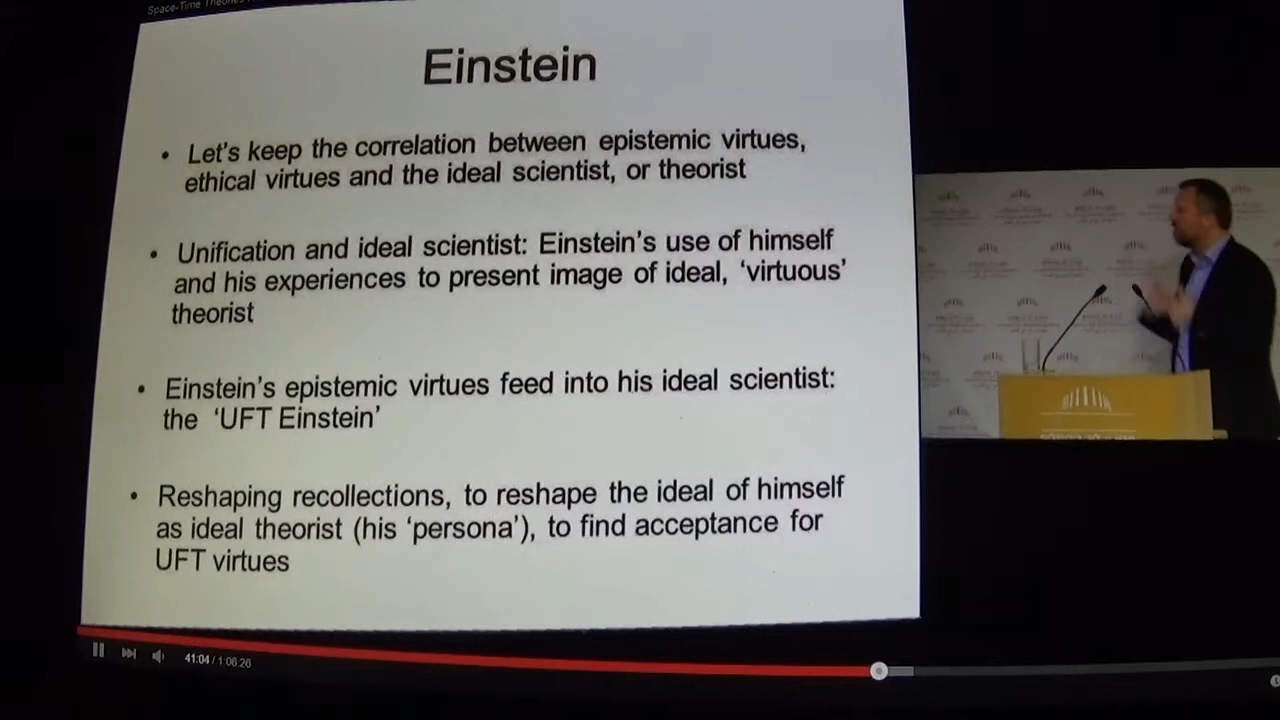 Space-Time Theories
Einstein
• Let's keep the correlation between epistemic virtues,
ethical virtues and the ideal scientist, or theorist
• Unification and ideal scientist: Einstein's use of himself
and his experiences to present image of ideal, 'virtuous'
theorist
• Einstein's epistemic virtues feed into his ideal scientist:
the 'UFT Einstein'
• Reshaping recollections, to reshape the ideal of himself
as ideal theorist (his 'persona'), to find acceptance for
UFT virtues
41:04 / 1:06:26